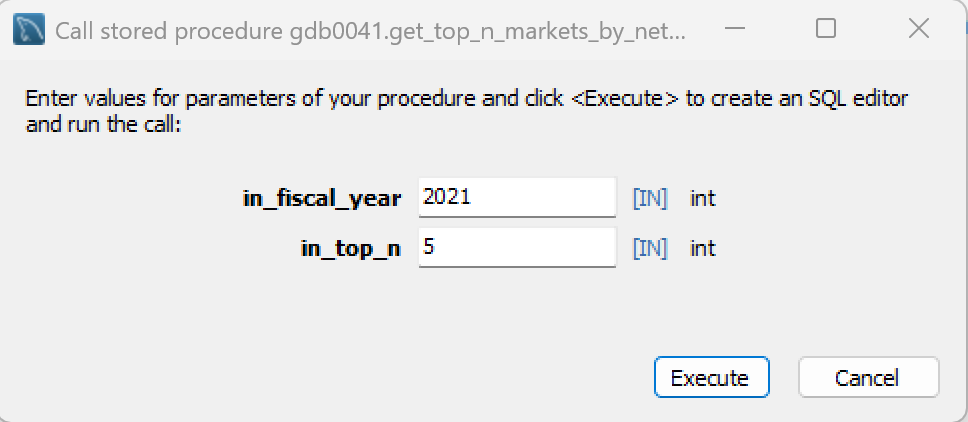 Call stored procedure gdb0041.get_top_n_markets_by_net...
Enter values for parameters of your procedure and click <Execute> to create an SQL editor
and run the call:
in_fiscal_year 2021 [IN] int
in_top_n 5 [IN] int
Execute Cancel